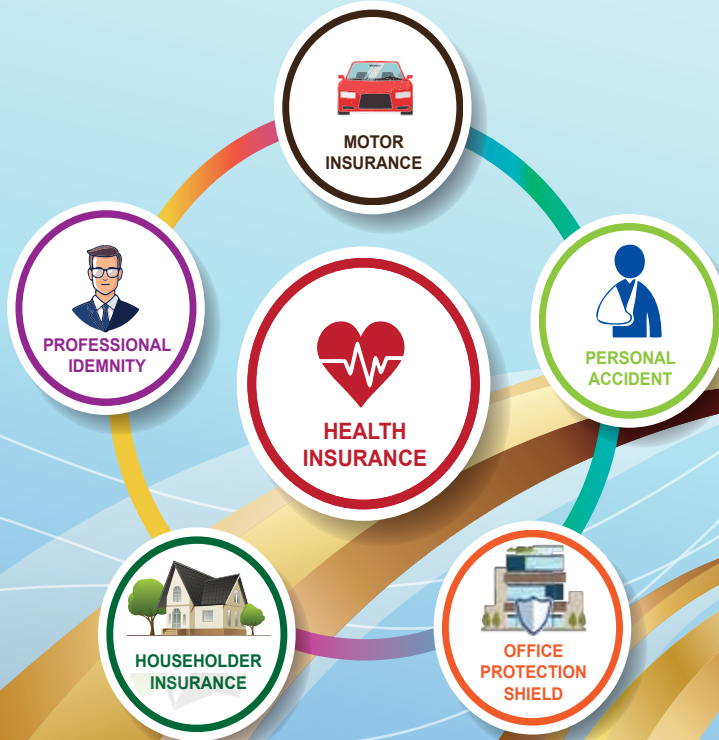 MOTOR
INSURANCE
PROFESSIONAL
IDEMNITY
PERSONAL
ACCIDENT
HEALTH
INSURANCE
HOUSEHOLDER
INSURANCE
OFFICE
PROTECTION
SHIELD